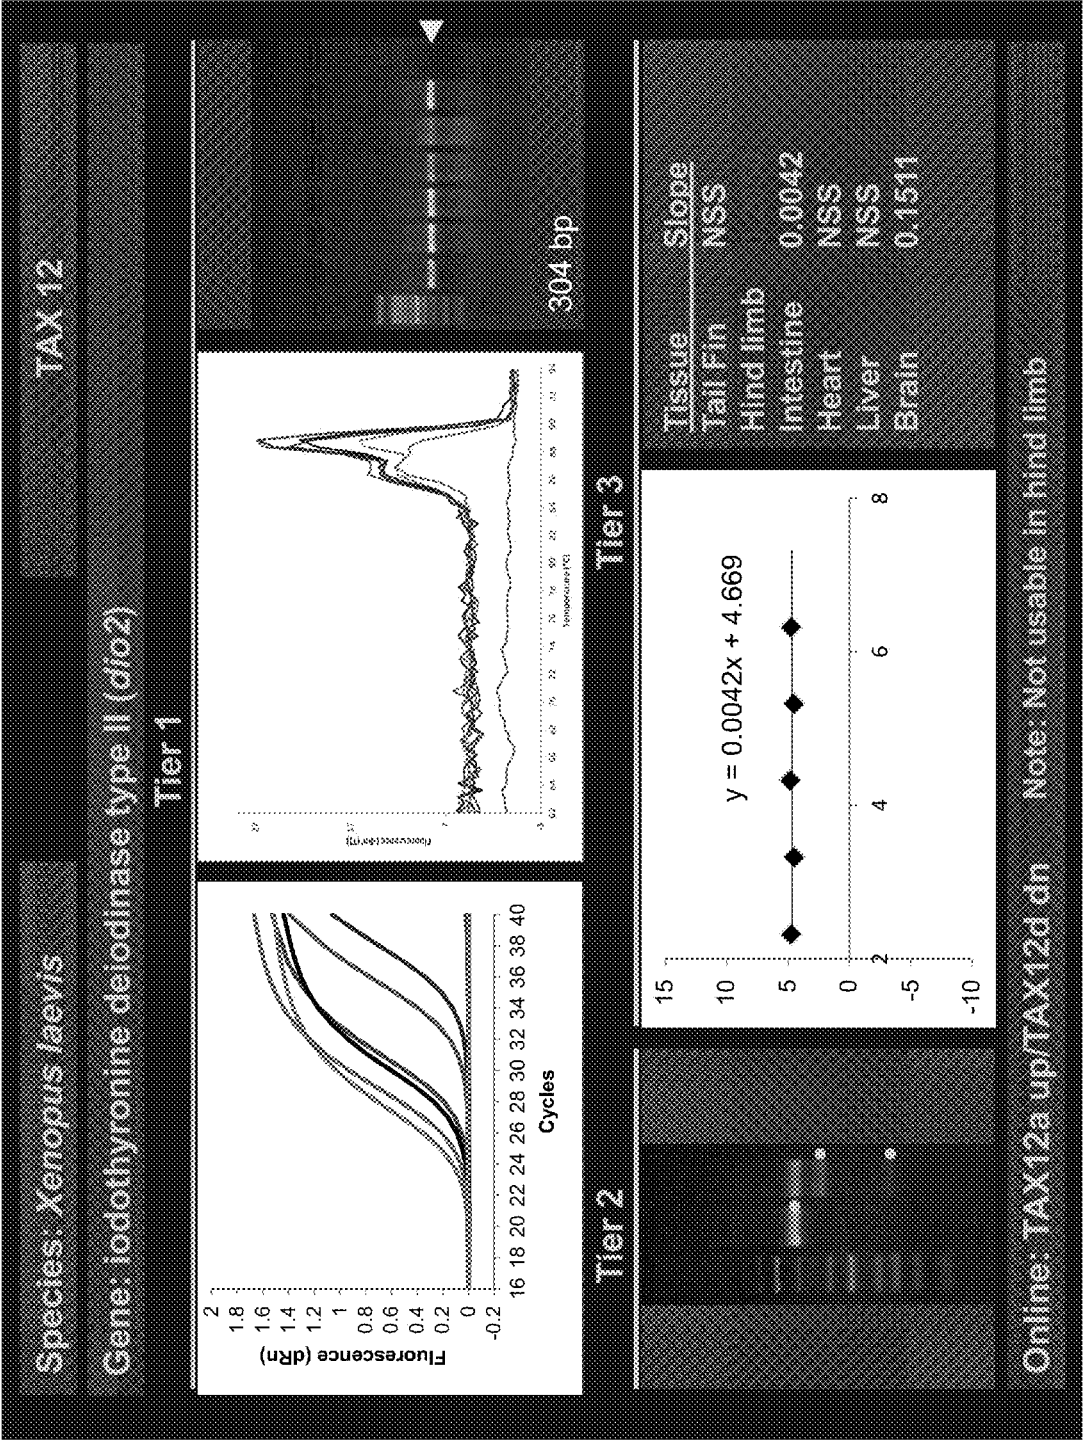 Species: Xenopus laevis
TAX 12
Gene: iodothyronine deiodinase type II (dio2)
Tier 1
Fluorescence (dRn)
2
1.8
1.6
1.4
1.2
1
0.8
0.6
0.4
0.2
0
-0.2
16 18 20 22 24 26 28 30 32 34 36 38 40
Cycles
304 bp
Tier 2
Tier 3
15
10
5
0
-5
-10
2 4 6 8
y = 0.0042x + 4.669
Tissue Slope
Tail Fin NSS
Hind limb
Intestine 0.0042
Heart NSS
Liver NSS
Brain 0.1511
Online: TAX12a up/TAX12d dn Note: Not usable in hind limb